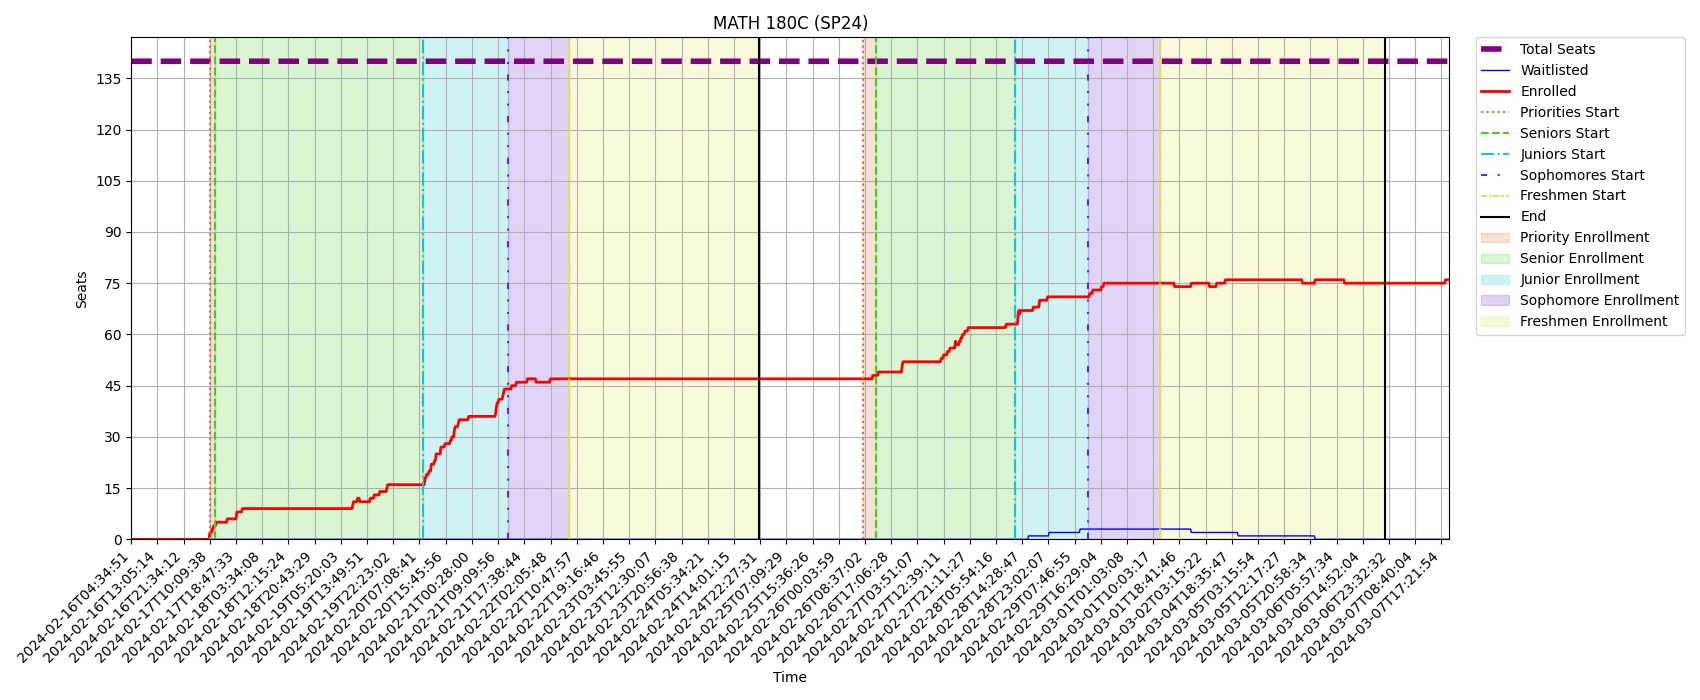 MATH 180C (SP24)
Seats
135
120
105
90
75
60
45
30
15
0
2024-02-16T04:34:51
2024-02-16T13:05:14
2024-02-16T21:34:12
2024-02-17T10:09:38
2024-02-17T18:47:33
2024-02-18T03:34:08
2024-02-18T12:15:24
2024-02-18T20:43:29
2024-02-19T05:20:03
2024-02-19T13:49:51
2024-02-19T22:23:02
2024-02-20T07:08:41
2024-02-20T15:45:56
2024-02-21T00:28:00
2024-02-21T09:09:56
2024-02-21T17:38:44
2024-02-22T02:05:48
2024-02-22T10:47:57
2024-02-22T19:16:46
2024-02-23T03:45:55
2024-02-23T12:30:07
2024-02-23T20:56:38
2024-02-24T05:34:21
2024-02-24T14:01:15
2024-02-24T22:27:31
2024-02-25T07:09:29
2024-02-25T15:36:26
2024-02-26T00:03:59
2024-02-26T08:37:02
2024-02-26T17:06:28
2024-02-27T03:51:07
2024-02-27T12:39:11
2024-02-27T21:11:27
2024-02-28T05:54:16
2024-02-28T14:28:47
2024-02-28T23:02:07
2024-02-29T07:46:55
2024-02-29T16:29:04
2024-03-01T01:03:08
2024-03-01T10:03:17
2024-03-01T18:41:46
2024-03-02T03:15:22
2024-03-04T18:35:47
2024-03-05T03:15:54
2024-03-05T12:17:27
2024-03-05T20:58:34
2024-03-06T05:57:34
2024-03-06T14:52:04
2024-03-06T23:32:32
2024-03-07T08:40:04
2024-03-07T17:21:54
Time
Total Seats
Waitlisted
Enrolled
Priorities Start
Seniors Start
Juniors Start
Sophomores Start
Freshmen Start
End
Priority Enrollment
Senior Enrollment
Junior Enrollment
Sophomore Enrollment
Freshmen Enrollment